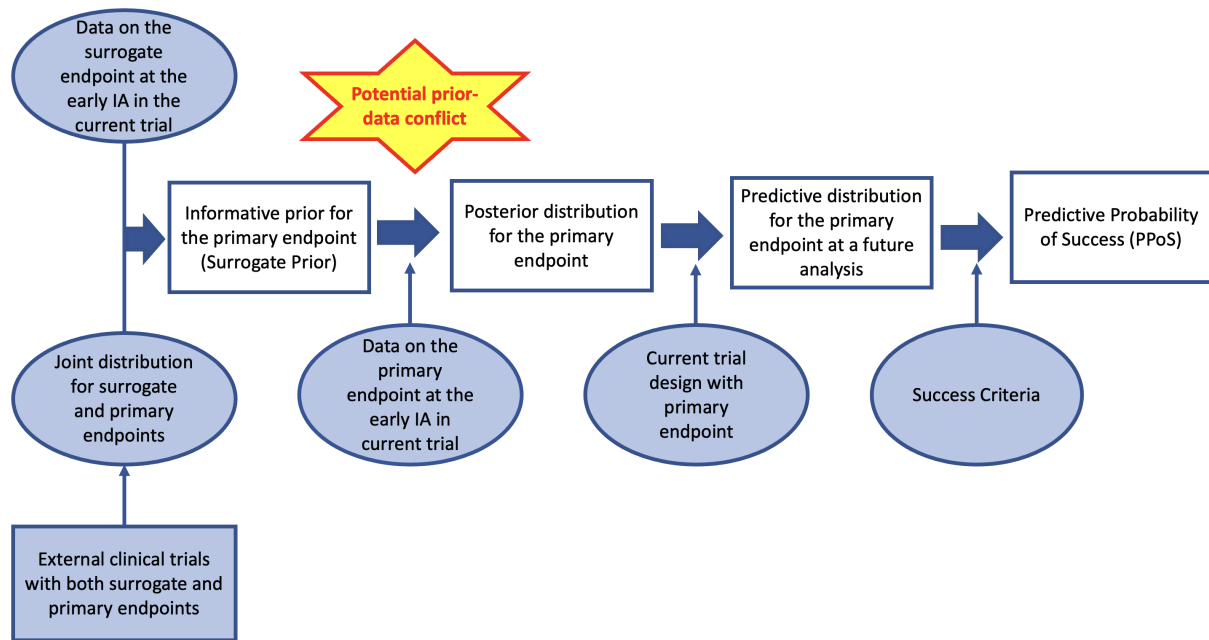 Data on the
surrogate
endpoint at the
early IA in the
current trial
Potential prior-
data conflict
Informative prior for
the primary endpoint
(Surrogate Prior)
Posterior distribution
for the primary
endpoint
Predictive distribution
for the primary
endpoint at a future
analysis
Predictive Probability
of Success (PPoS)
Joint distribution
for surrogate
and primary
endpoints
Data on the
primary
endpoint at the
early IA in
current trial
Current trial
design with
primary
endpoint
Success Criteria
External clinical trials
with both surrogate and
primary endpoints